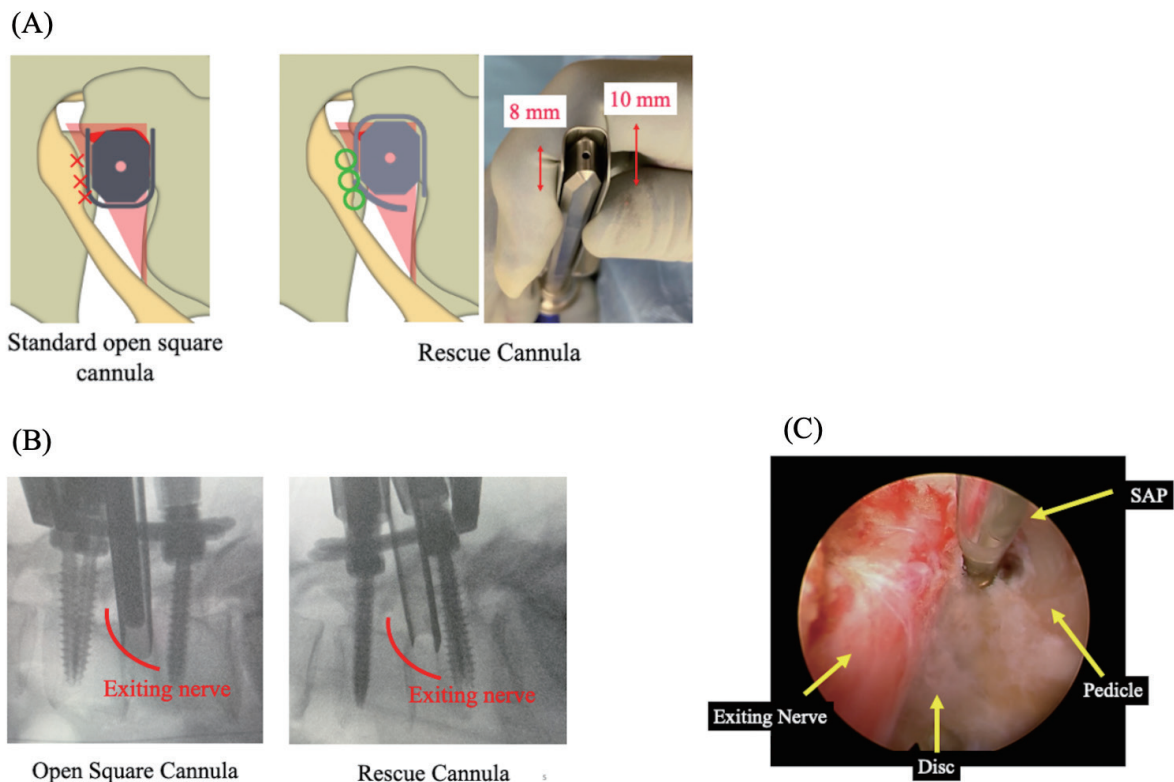 (A)
8 mm
10 mm
Standard open square
cannula
Rescue Cannula
(B)
Exiting nerve
Exiting nerve
Open Square Cannula
Rescue Cannula
s
(C)
SAP
Pedicle
Exiting Nerve
Disc